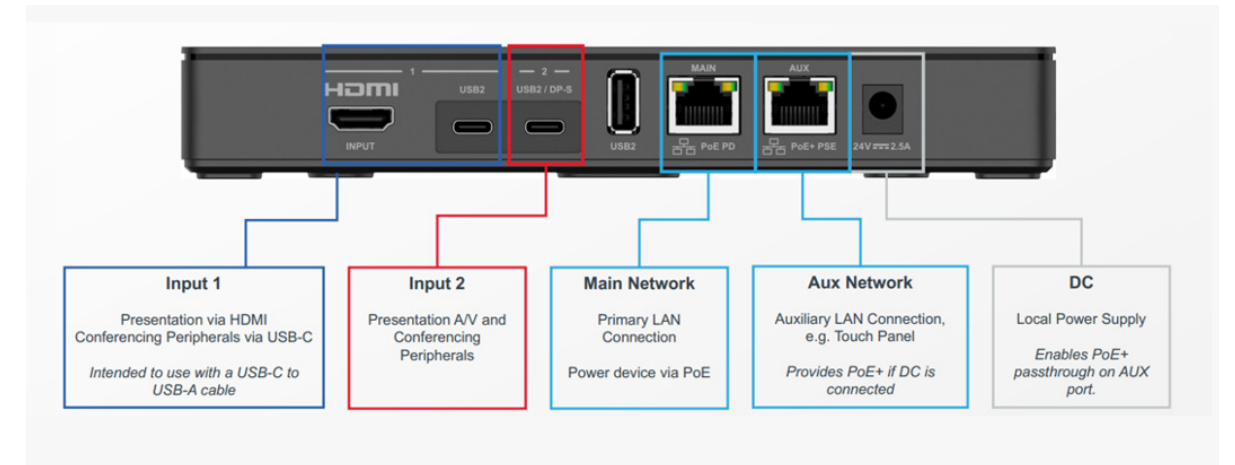 1
2
MAIN
AUX
HDMI
USB2
USB2 / DP-S
INPUT
USB2
PoE PD
PoE+ PSE
24V 2.5A
Input 1
Presentation via HDMI
Conferencing Peripherals via USB-C
Intended to use with a USB-C to
USB-A cable
Input 2
Presentation A/V and
Conferencing
Peripherals
Main Network
Primary LAN
Connection
Power device via PoE
Aux Network
Auxiliary LAN Connection,
e.g. Touch Panel
Provides PoE+ if DC is
connected
DC
Local Power Supply
Enables PoE+
passthrough on AUX
port.